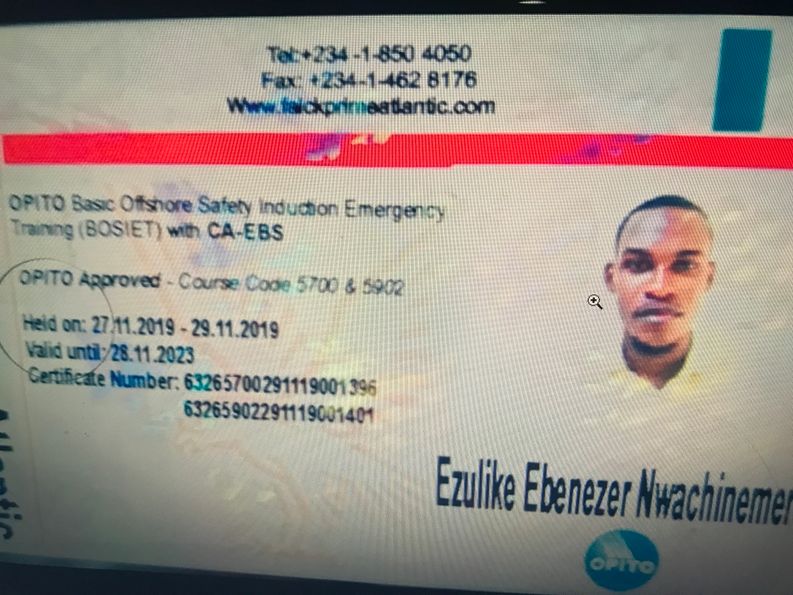 Tel:+234 -1-850 4050
Fax: +234-1-462 8176
Www.falckprimeatlantic.com
OPITO Basic Offshore Safety Induction Emergency
Training (BOSIET) with CA-EBS
OPITO Approved - Course Code 5700 & 5902
Held on: 27.11.2019 - 29.11.2019
Valid until: 28.11.2023
Certificate Number: 63265700291119001396
63265902291119001401
Ezulike Ebenezer Nwachinemer
OPITO